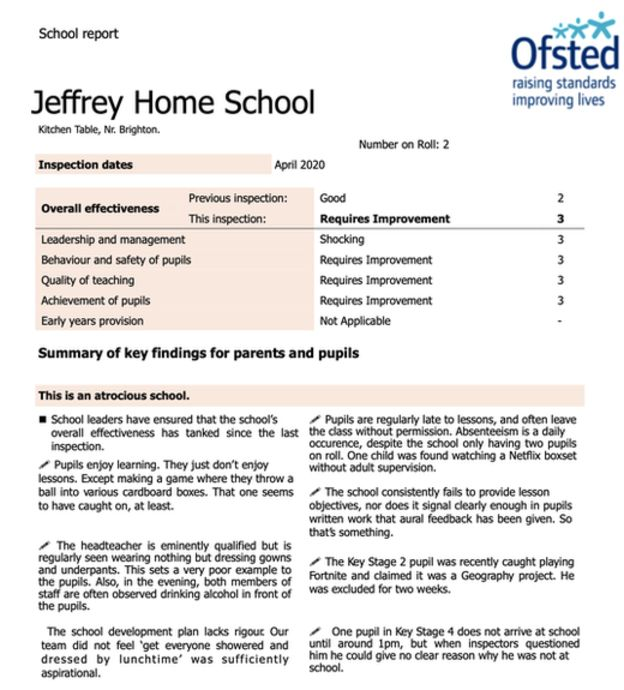 School report
Ofsted
raising standards
improving lives
Jeffrey Home School
Kitchen Table, Nr. Brighton.
Number on Roll: 2
Inspection dates April 2020
Overall effectiveness
Previous inspection: Good 2
This inspection: Requires Improvement 3
Leadership and management Shocking 3
Behaviour and safety of pupils Requires Improvement 3
Quality of teaching Requires Improvement 3
Achievement of pupils Requires Improvement 3
Early years provision Not Applicable -
Summary of key findings for parents and pupils
This is an atrocious school.
School leaders have ensured that the school's
overall effectiveness has tanked since the last
inspection.
Pupils enjoy learning. They just don't enjoy
lessons. Except making a game where they throw a
ball into various cardboard boxes. That one seems
to have caught on, at least.
The headteacher is eminently qualified but is
regularly seen wearing nothing but dressing gowns
and underpants. This sets a very poor example to
the pupils. Also, in the evening, both members of
staff are often observed drinking alcohol in front of
the pupils.
The school development plan lacks rigour. Our
team did not feel 'get everyone showered and
dressed by lunchtime' was sufficiently
aspirational.
Pupils are regularly late to lessons, and often leave
the class without permission. Absenteeism is a daily
occurence, despite the school only having two pupils
on roll. One child was found watching a Netflix boxset
without adult supervision.
The school consistently fails to provide lesson
objectives, nor does it signal clearly enough in pupils
written work that aural feedback has been given. So
that's something.
The Key Stage 2 pupil was recently caught playing
Fortnite and claimed it was a Geography project. He
was excluded for two weeks.
One pupil in Key Stage 4 does not arrive at school
until around 1pm, but when inspectors questioned
him he could give no clear reason why he was not at
school.